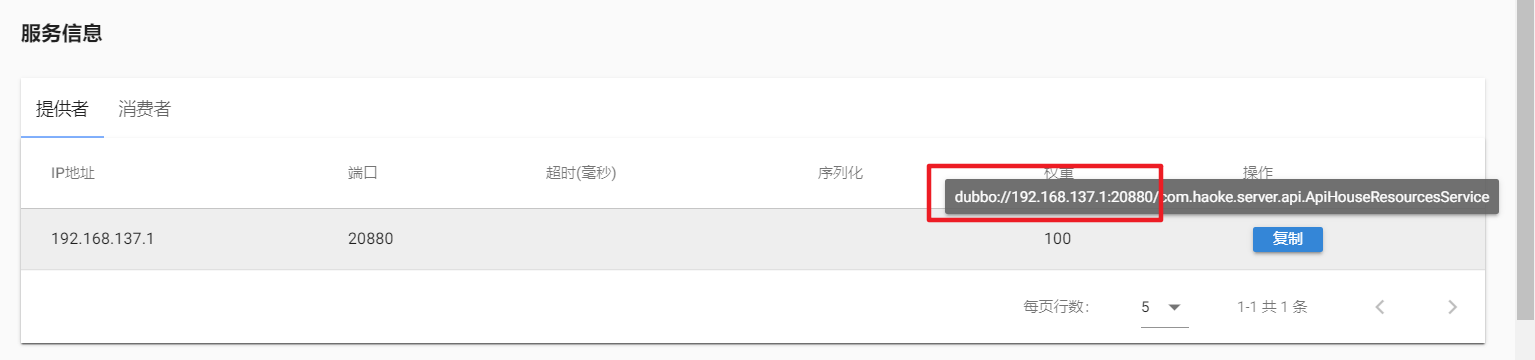 服务信息
提供者 消费者
IP地址 端口 超时(毫秒) 序列化 权重 操作
dubbo://192.168.137.1:20880/com.haoke.server.api.ApiHouseResourcesService
192.168.137.1 20880 100 复制
每页行数: 5 1-1 共 1 条